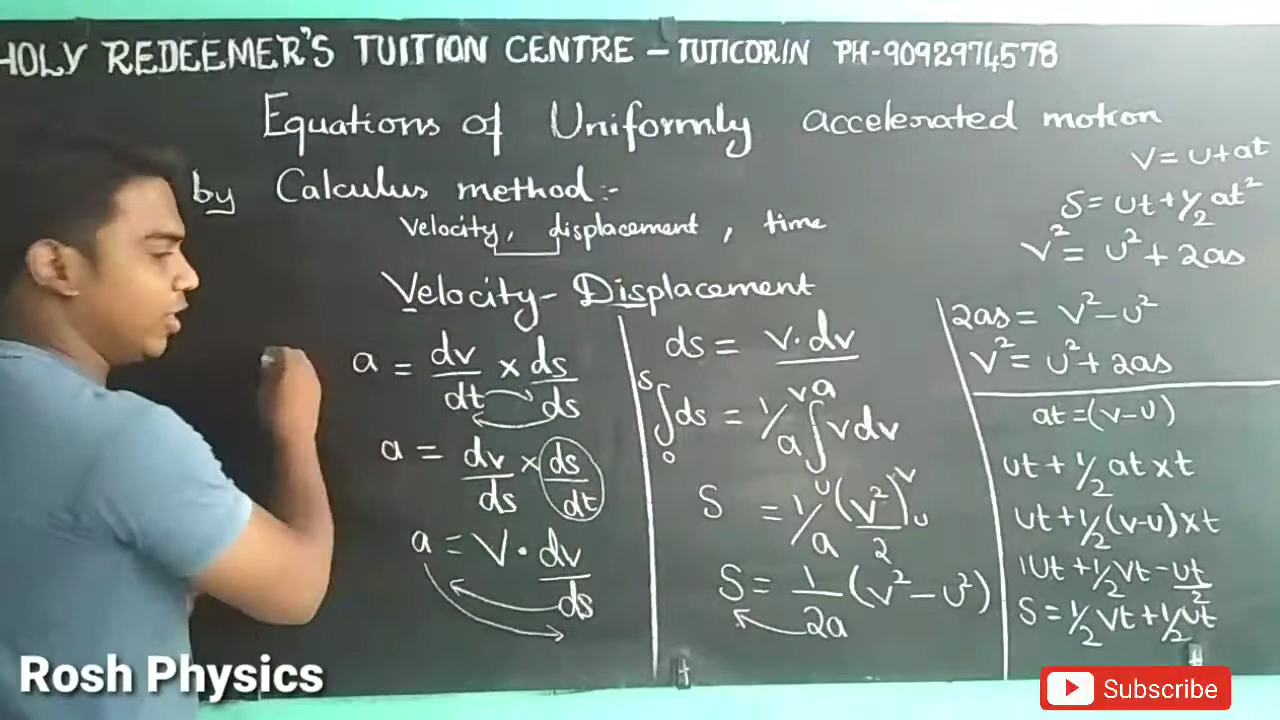 HOLY REDEEMER'S TUITION CENTRE – TUTICORIN PH-9092974578
Equations of Uniformly accelerated motion
by Calculus method:-
Velocity, displacement, time
Velocity- Displacement
a = dv/dt × ds/ds
a = dv/ds × ds/dt
a = V · dv/ds
ds = v·dv/a
∫₀ˢ ds = 1/a ∫ᵤᵛ vdv
S = 1/a (v²/2)ᵛᵤ
S = 1/2a (v² – u²)
V = u+at
S = ut+1/2 at²
V² = u² + 2as
2as = v² – u²
V² = u² + 2as
at = (v-u)
ut + 1/2 at × t
ut + 1/2 (v-u) × t
1ut + 1/2 vt – ut/2
S = 1/2 vt + 1/2 ut
Rosh Physics
Subscribe